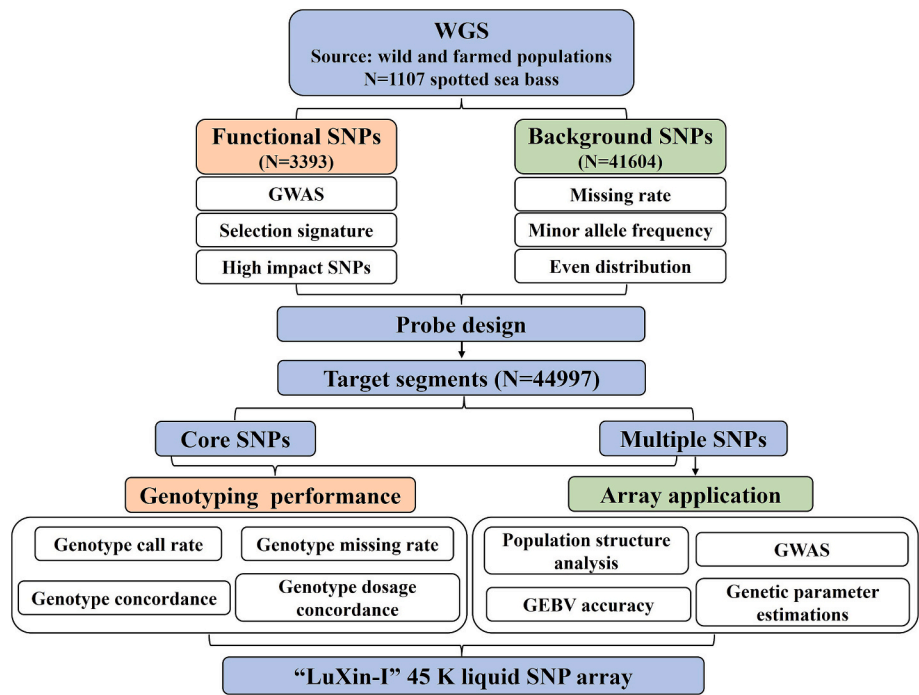 WGS
Source: wild and farmed populations
N=1107 spotted sea bass
Functional SNPs
(N=3393)
Background SNPs
(N=41604)
GWAS
Missing rate
Selection signature
Minor allele frequency
High impact SNPs
Even distribution
Probe design
Target segments (N=44997)
Core SNPs
Multiple SNPs
Genotyping performance
Array application
Genotype call rate
Genotype missing rate
Genotype concordance
Genotype dosage
concordance
Population structure
analysis
GWAS
GEBV accuracy
Genetic parameter
estimations
“LuXin-I” 45 K liquid SNP array